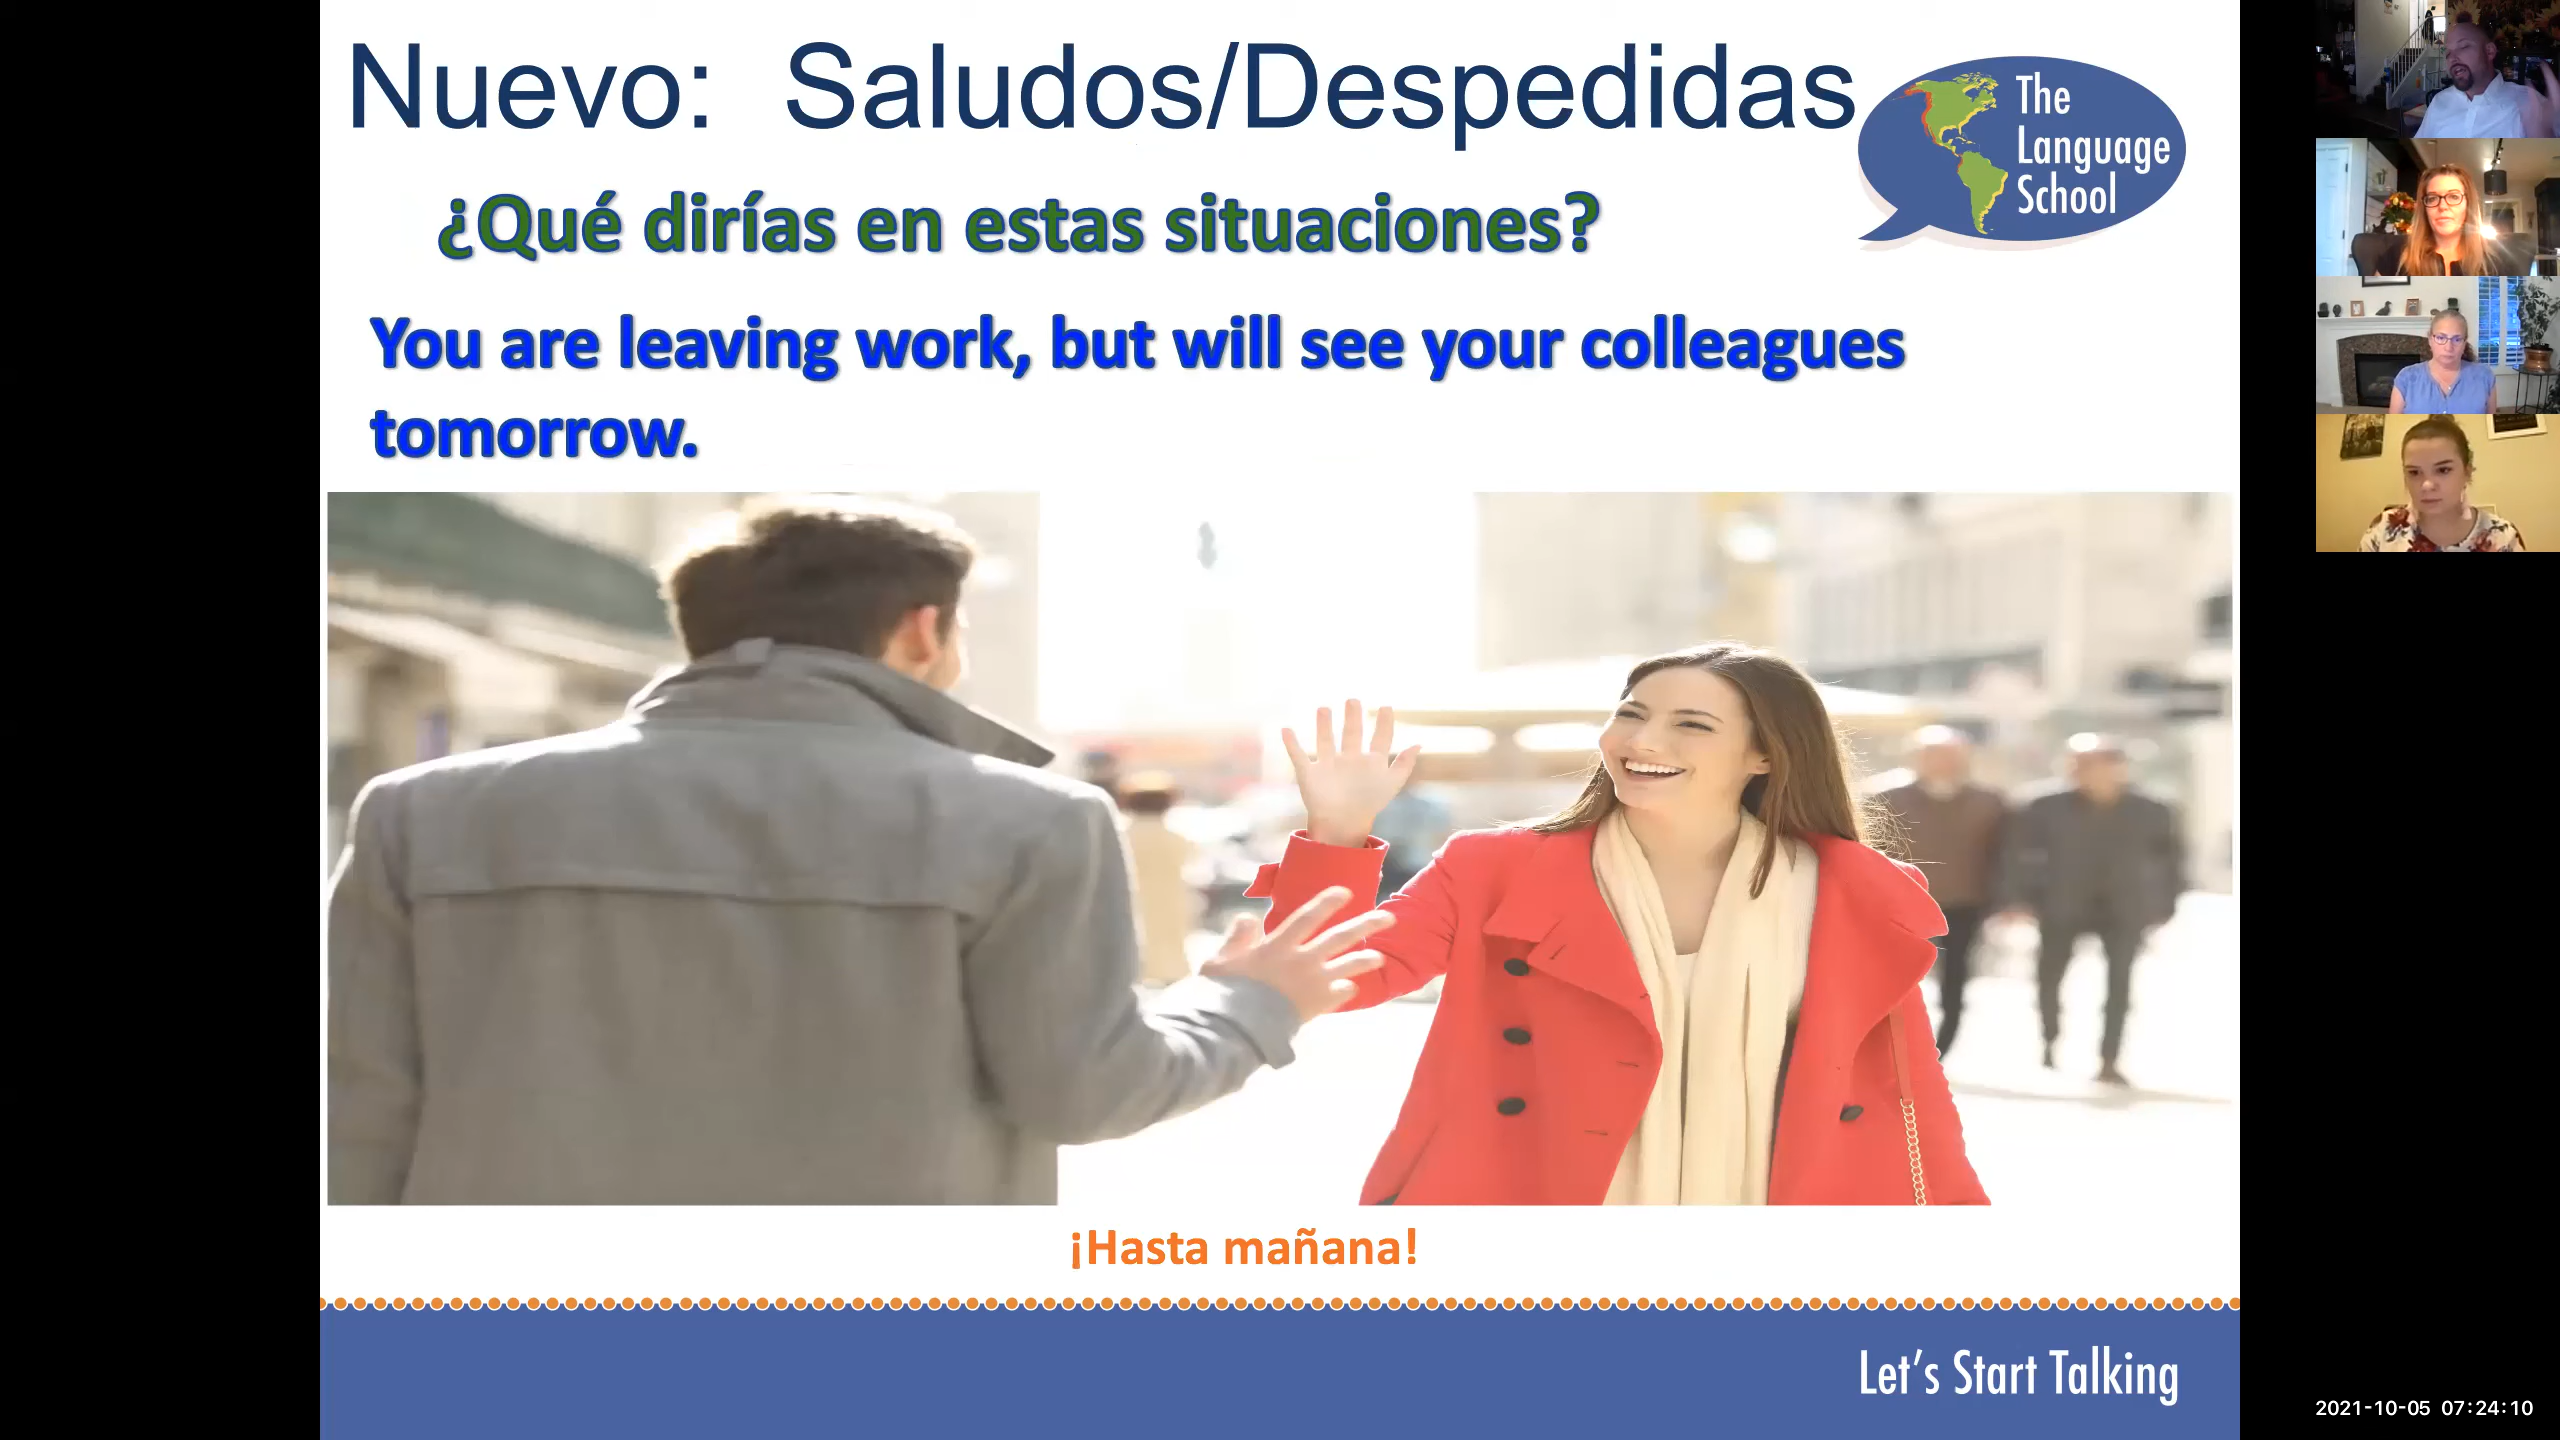 Nuevo: Saludos/Despedidas
The
Language
School
¿Qué dirías en estas situaciones?
You are leaving work, but will see your colleagues
tomorrow.
¡Hasta mañana!
Let's Start Talking
2021-10-05 07:24:10